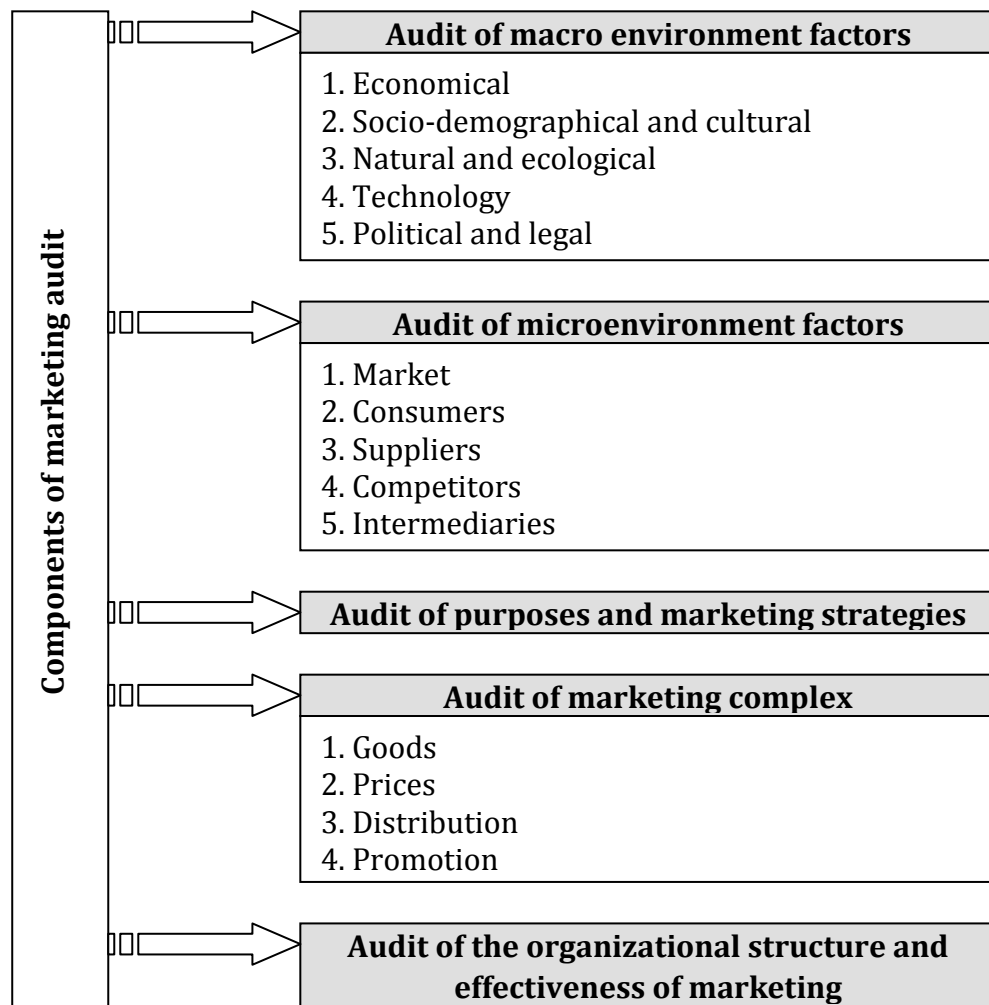 Components of marketing audit
Audit of macro environment factors
1. Economical
2. Socio-demographical and cultural
3. Natural and ecological
4. Technology
5. Political and legal
Audit of microenvironment factors
1. Market
2. Consumers
3. Suppliers
4. Competitors
5. Intermediaries
Audit of purposes and marketing strategies
Audit of marketing complex
1. Goods
2. Prices
3. Distribution
4. Promotion
Audit of the organizational structure and
effectiveness of marketing